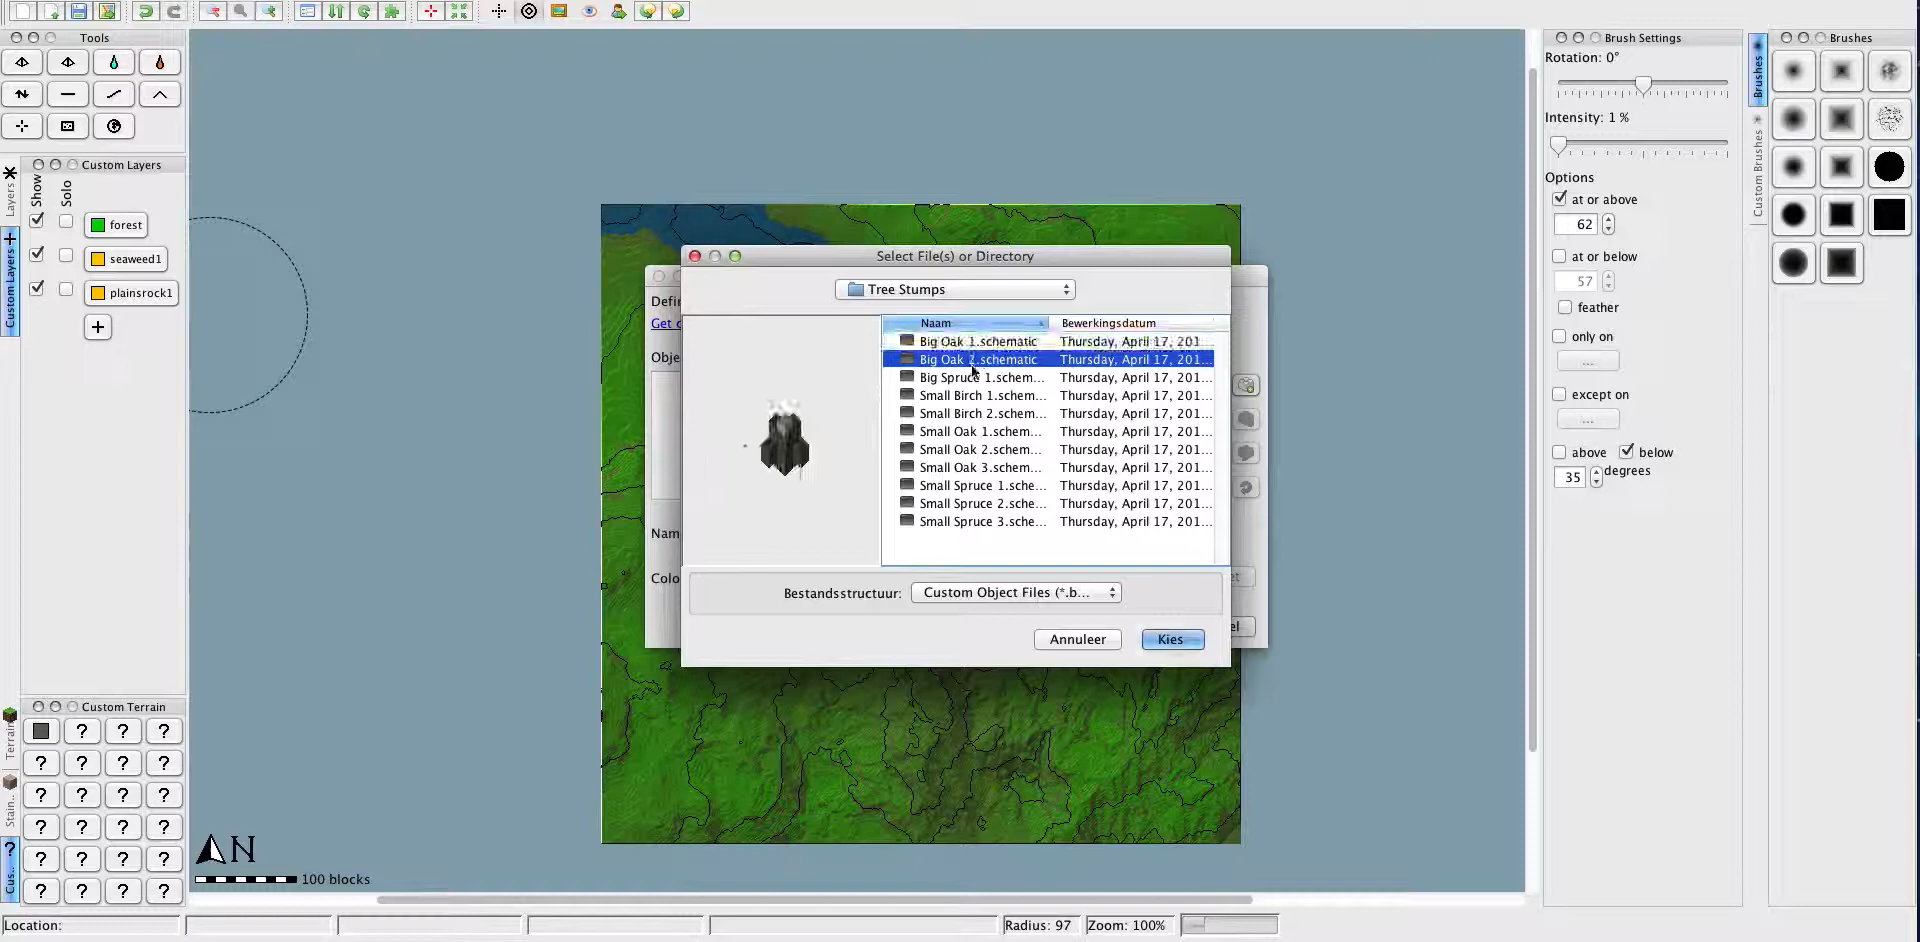 Tools
Custom Layers
Show
Solo
forest
seaweed1
plainsrock1
Layers
Custom Layers
Custom Terrain
Terrain
Stain...
Cus...
N
100 blocks
Location:
Radius: 97
Zoom: 100%
Select File(s) or Directory
Tree Stumps
Naam
Bewerkingsdatum
Big Oak 1.schematic Thursday, April 17, 201...
Big Oak 2.schematic Thursday, April 17, 201...
Big Spruce 1.schem... Thursday, April 17, 201...
Small Birch 1.schem... Thursday, April 17, 201...
Small Birch 2.schem... Thursday, April 17, 201...
Small Oak 1.schem... Thursday, April 17, 201...
Small Oak 2.schem... Thursday, April 17, 201...
Small Oak 3.schem... Thursday, April 17, 201...
Small Spruce 1.sche... Thursday, April 17, 201...
Small Spruce 2.sche... Thursday, April 17, 201...
Small Spruce 3.sche... Thursday, April 17, 201...
Bestandsstructuur: Custom Object Files (*.b...
Annuleer
Kies
Defin
Get c
Obje
Nam
Colo
et
el
Brush Settings
Rotation: 0°
Intensity: 1 %
Options
at or above
62
at or below
57
feather
only on
...
except on
...
above
below
35
degrees
Brushes
Custom Brushes
Brushes